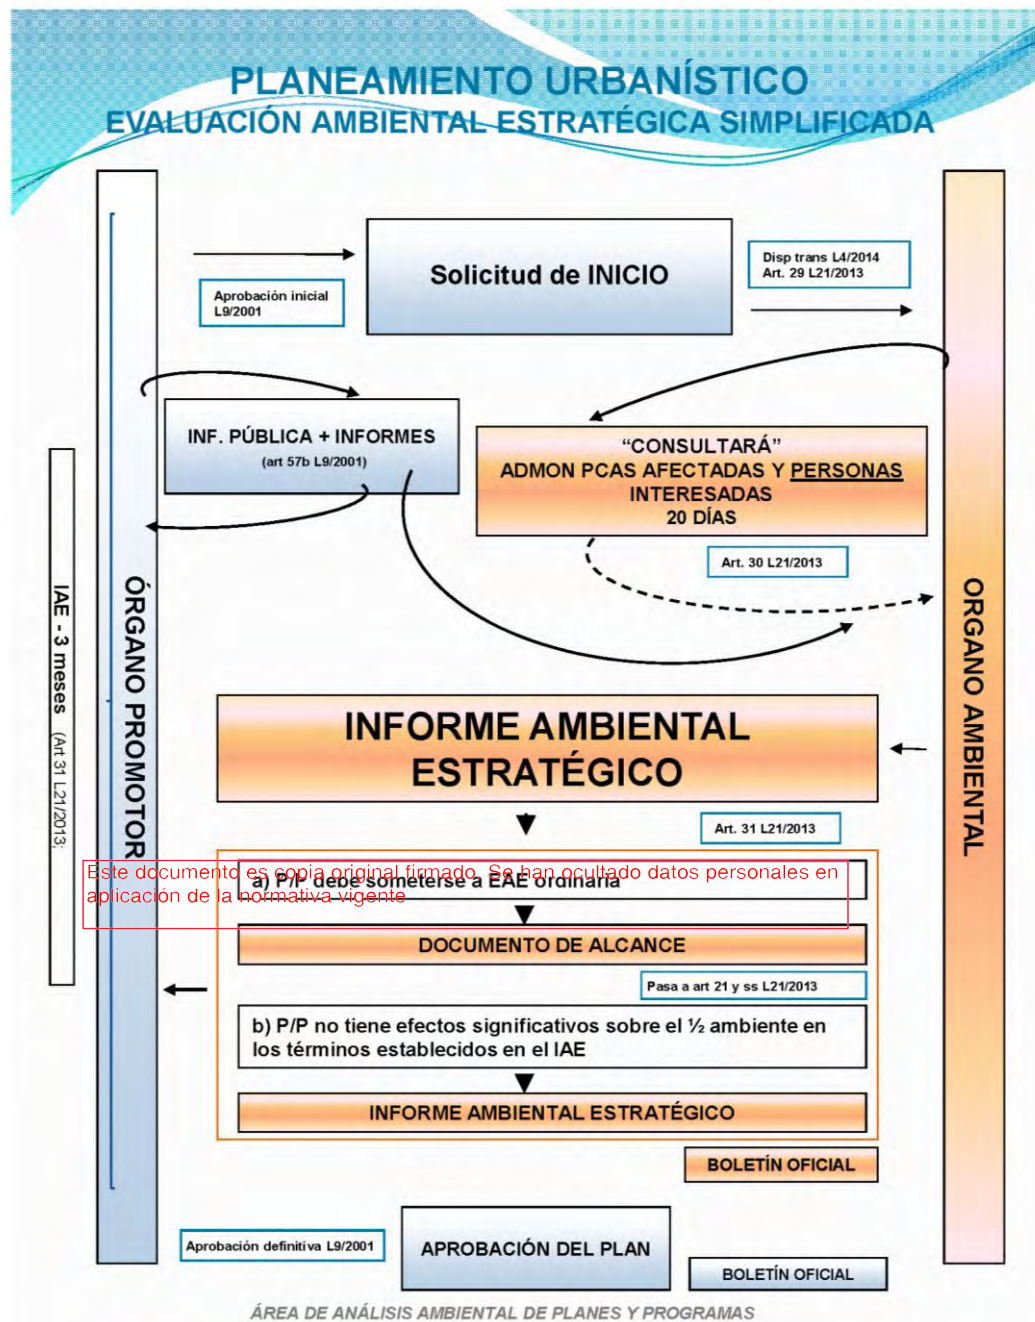 PLANEAMIENTO URBANÍSTICO
EVALUACIÓN AMBIENTAL ESTRATÉGICA SIMPLIFICADA
Solicitud de INICIO
Disp trans L4/2014
Art. 29 L21/2013
Aprobación inicial
L9/2001
INF. PÚBLICA + INFORMES
(art 57b L9/2001)
“CONSULTARÁ”
ADMON PCAS AFECTADAS Y PERSONAS
INTERESADAS
20 DÍAS
Art. 30 L21/2013
IAE - 3 meses (Art 31 L21/2013;
ÓRGANO PROMOTOR
ORGANO AMBIENTAL
INFORME AMBIENTAL
ESTRATÉGICO
Art. 31 L21/2013
Este documento es copia original firmado. Se han ocultado datos personales en
aplicación de la normativa vigente
a) P/P debe someterse a EAE ordinaria
DOCUMENTO DE ALCANCE
Pasa a art 21 y ss L21/2013
b) P/P no tiene efectos significativos sobre el ½ ambiente en
los términos establecidos en el IAE
INFORME AMBIENTAL ESTRATÉGICO
BOLETÍN OFICIAL
Aprobación definitiva L9/2001
APROBACIÓN DEL PLAN
BOLETÍN OFICIAL
ÁREA DE ANÁLISIS AMBIENTAL DE PLANES Y PROGRAMAS